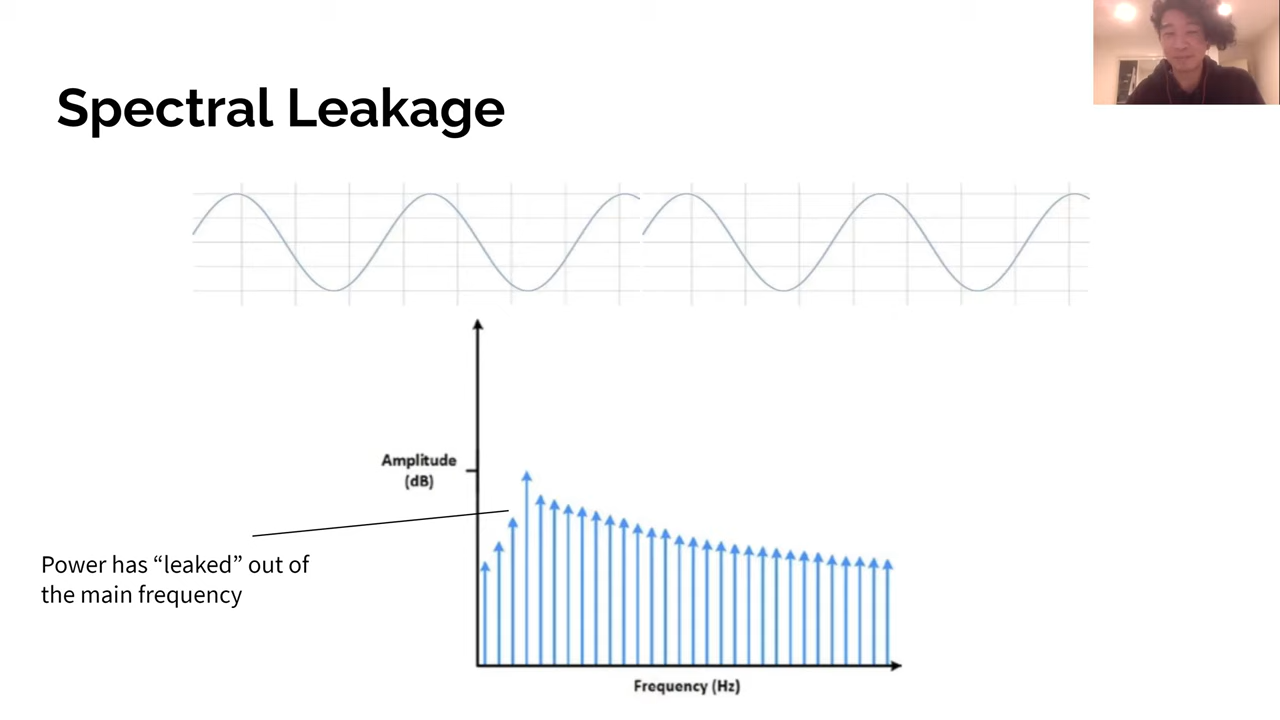 Spectral Leakage
Amplitude
(dB)
Power has “leaked” out of
the main frequency
Frequency (Hz)